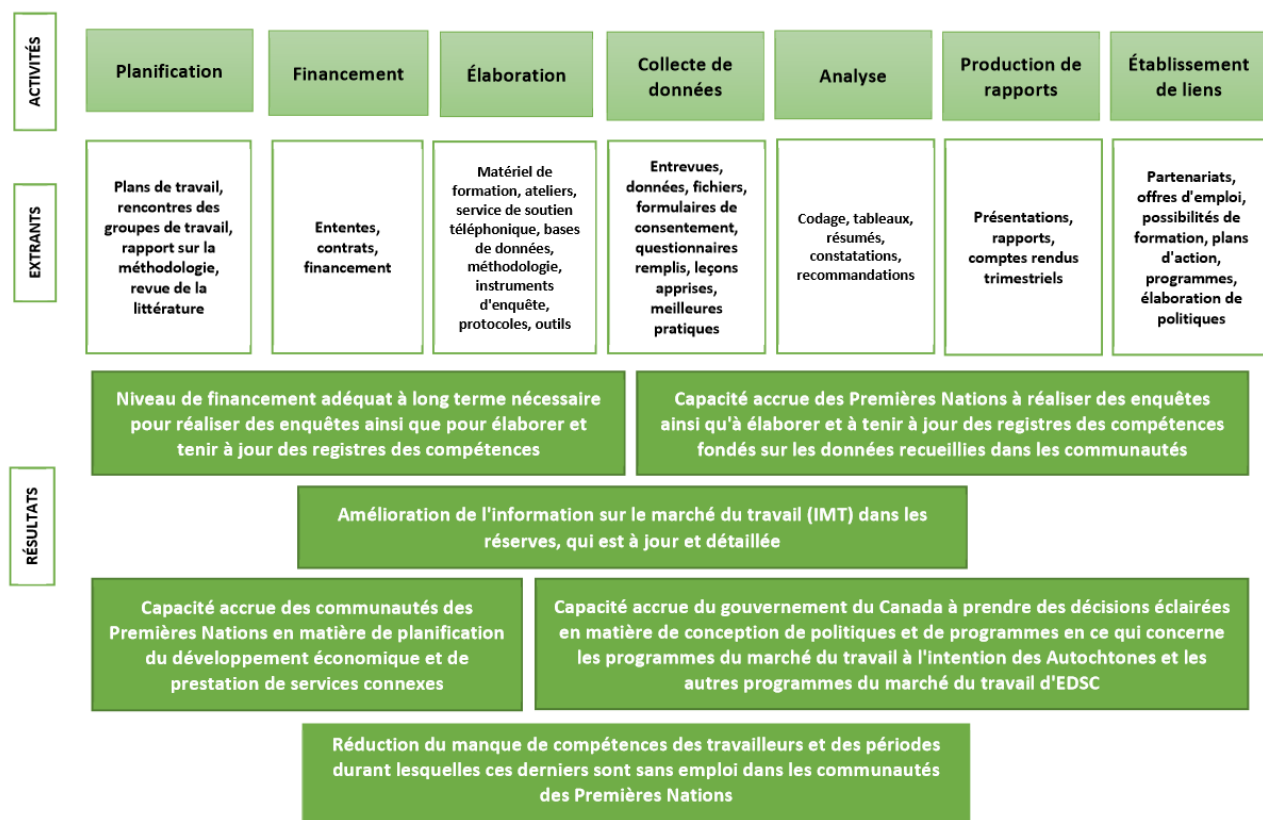 ACTIVITÉS
Planification
Financement
Élaboration
Collecte de
données
Analyse
Production de
rapports
Établissement
de liens
EXTRANTS
Plans de travail,
rencontres des
groupes de travail,
rapport sur la
méthodologie,
revue de la
littérature
Ententes,
contrats,
financement
Matériel de
formation, ateliers,
service de soutien
téléphonique, bases
de données,
méthodologie,
instruments
d'enquête,
protocoles, outils
Entrevues,
données, fichiers,
formulaires de
consentement,
questionnaires
remplis, leçons
apprises,
meilleures
pratiques
Codage, tableaux,
résumés,
constatations,
recommandations
Présentations,
rapports,
comptes rendus
trimestriels
Partenariats,
offres d'emploi,
possibilités de
formation, plans
d'action,
programmes,
élaboration de
politiques
RÉSULTATS
Niveau de financement adéquat à long terme nécessaire
pour réaliser des enquêtes ainsi que pour élaborer et
tenir à jour des registres des compétences
Capacité accrue des Premières Nations à réaliser des enquêtes
ainsi qu'à élaborer et à tenir à jour des registres des compétences
fondés sur les données recueillies dans les communautés
Amélioration de l'information sur le marché du travail (IMT) dans les
réserves, qui est à jour et détaillée
Capacité accrue des communautés des
Premières Nations en matière de planification
du développement économique et de
prestation de services connexes
Capacité accrue du gouvernement du Canada à prendre des décisions éclairées
en matière de conception de politiques et de programmes en ce qui concerne
les programmes du marché du travail à l'intention des Autochtones et les
autres programmes du marché du travail d'EDSC
Réduction du manque de compétences des travailleurs et des périodes
durant lesquelles ces derniers sont sans emploi dans les communautés
des Premières Nations